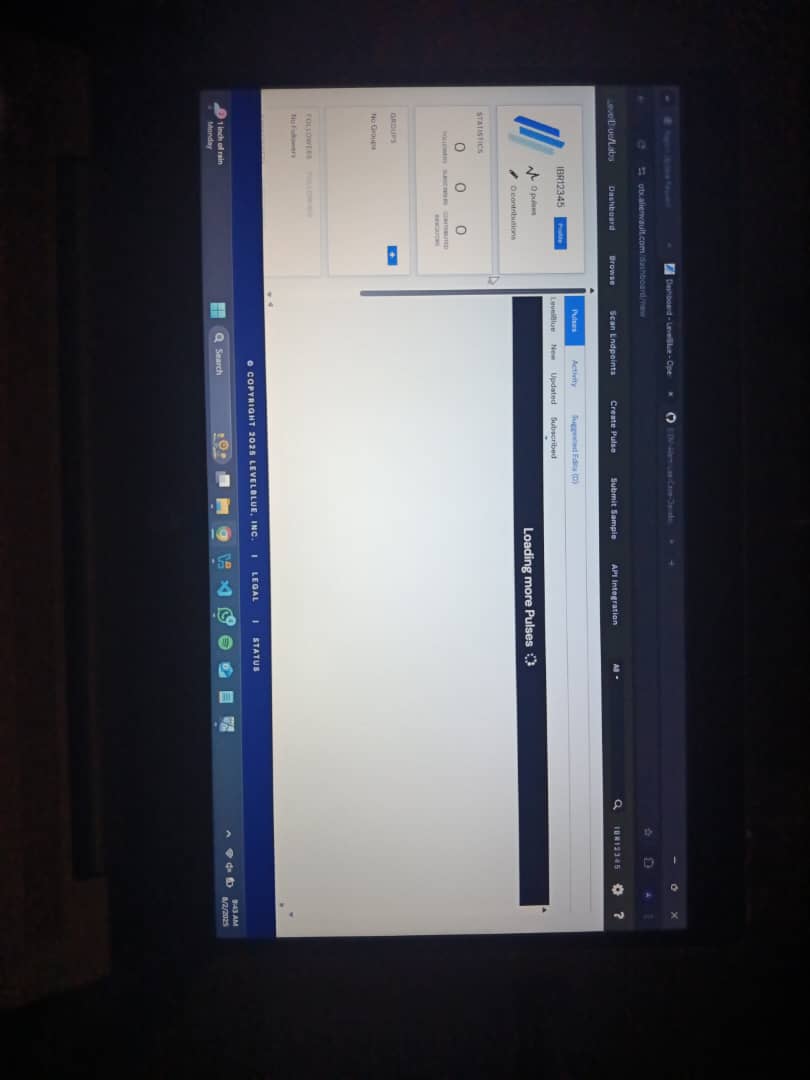 Dashboard - LevelBlue - Ope
otx.alienvault.com/dashboard/new
LevelBlue/Labs Dashboard Browse Scan Endpoints Create Pulse Submit Sample API Integration All IBR12345 ?
IBR12345 Profile
0 pulses
0 contributions
Pulses Activity Suggested Edits (0)
LevelBlue New Updated Subscribed
Loading more Pulses
STATISTICS
0 0 0
FOLLOWERS SUBSCRIBERS CONTRIBUTED
INDICATORS
GROUPS
No Groups
FOLLOWERS
No Followers
© COPYRIGHT 2025 LEVELBLUE, INC. | LEGAL | STATUS
1 inch of rain
Monday
Search
9:43 AM
8/2/2025